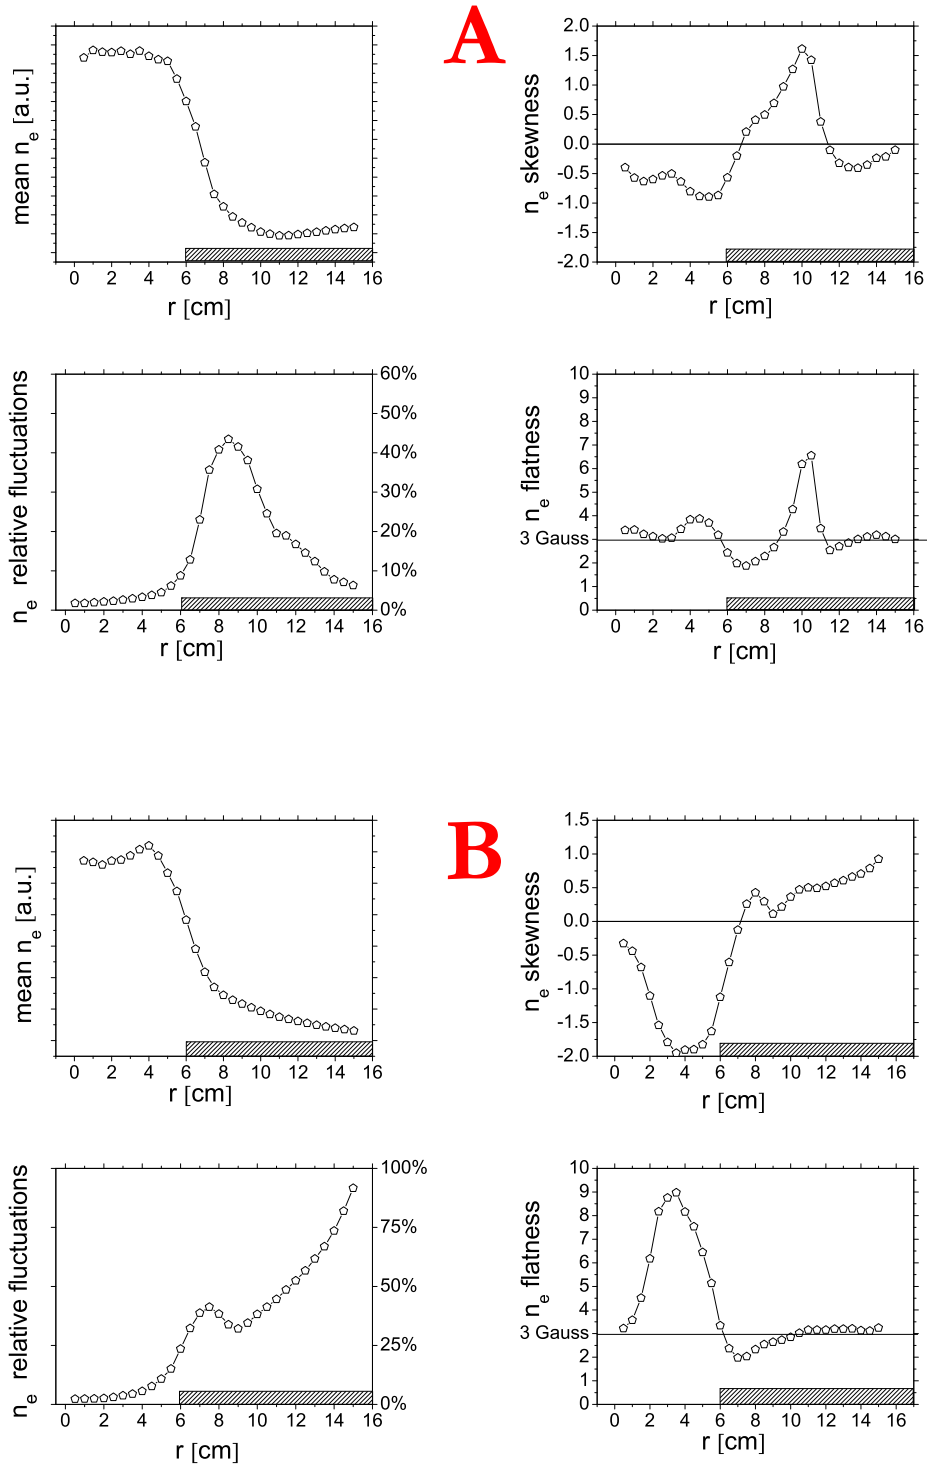 A
mean n_e [a.u.]
0 2 4 6 8 10 12 14 16
r [cm]
n_e skewness
2.0
1.5
1.0
0.5
0.0
-0.5
-1.0
-1.5
-2.0
0 2 4 6 8 10 12 14 16
r [cm]
n_e relative fluctuations
60%
50%
40%
30%
20%
10%
0%
0 2 4 6 8 10 12 14 16
r [cm]
n_e flatness
10
9
8
7
6
5
4
3 Gauss
2
1
0
0 2 4 6 8 10 12 14 16
r [cm]
B
mean n_e [a.u.]
0 2 4 6 8 10 12 14 16
r [cm]
n_e skewness
1.5
1.0
0.5
0.0
-0.5
-1.0
-1.5
-2.0
0 2 4 6 8 10 12 14 16
r [cm]
n_e relative fluctuations
100%
75%
50%
25%
0%
0 2 4 6 8 10 12 14 16
r [cm]
n_e flatness
10
9
8
7
6
5
4
3 Gauss
2
1
0
0 2 4 6 8 10 12 14 16
r [cm]